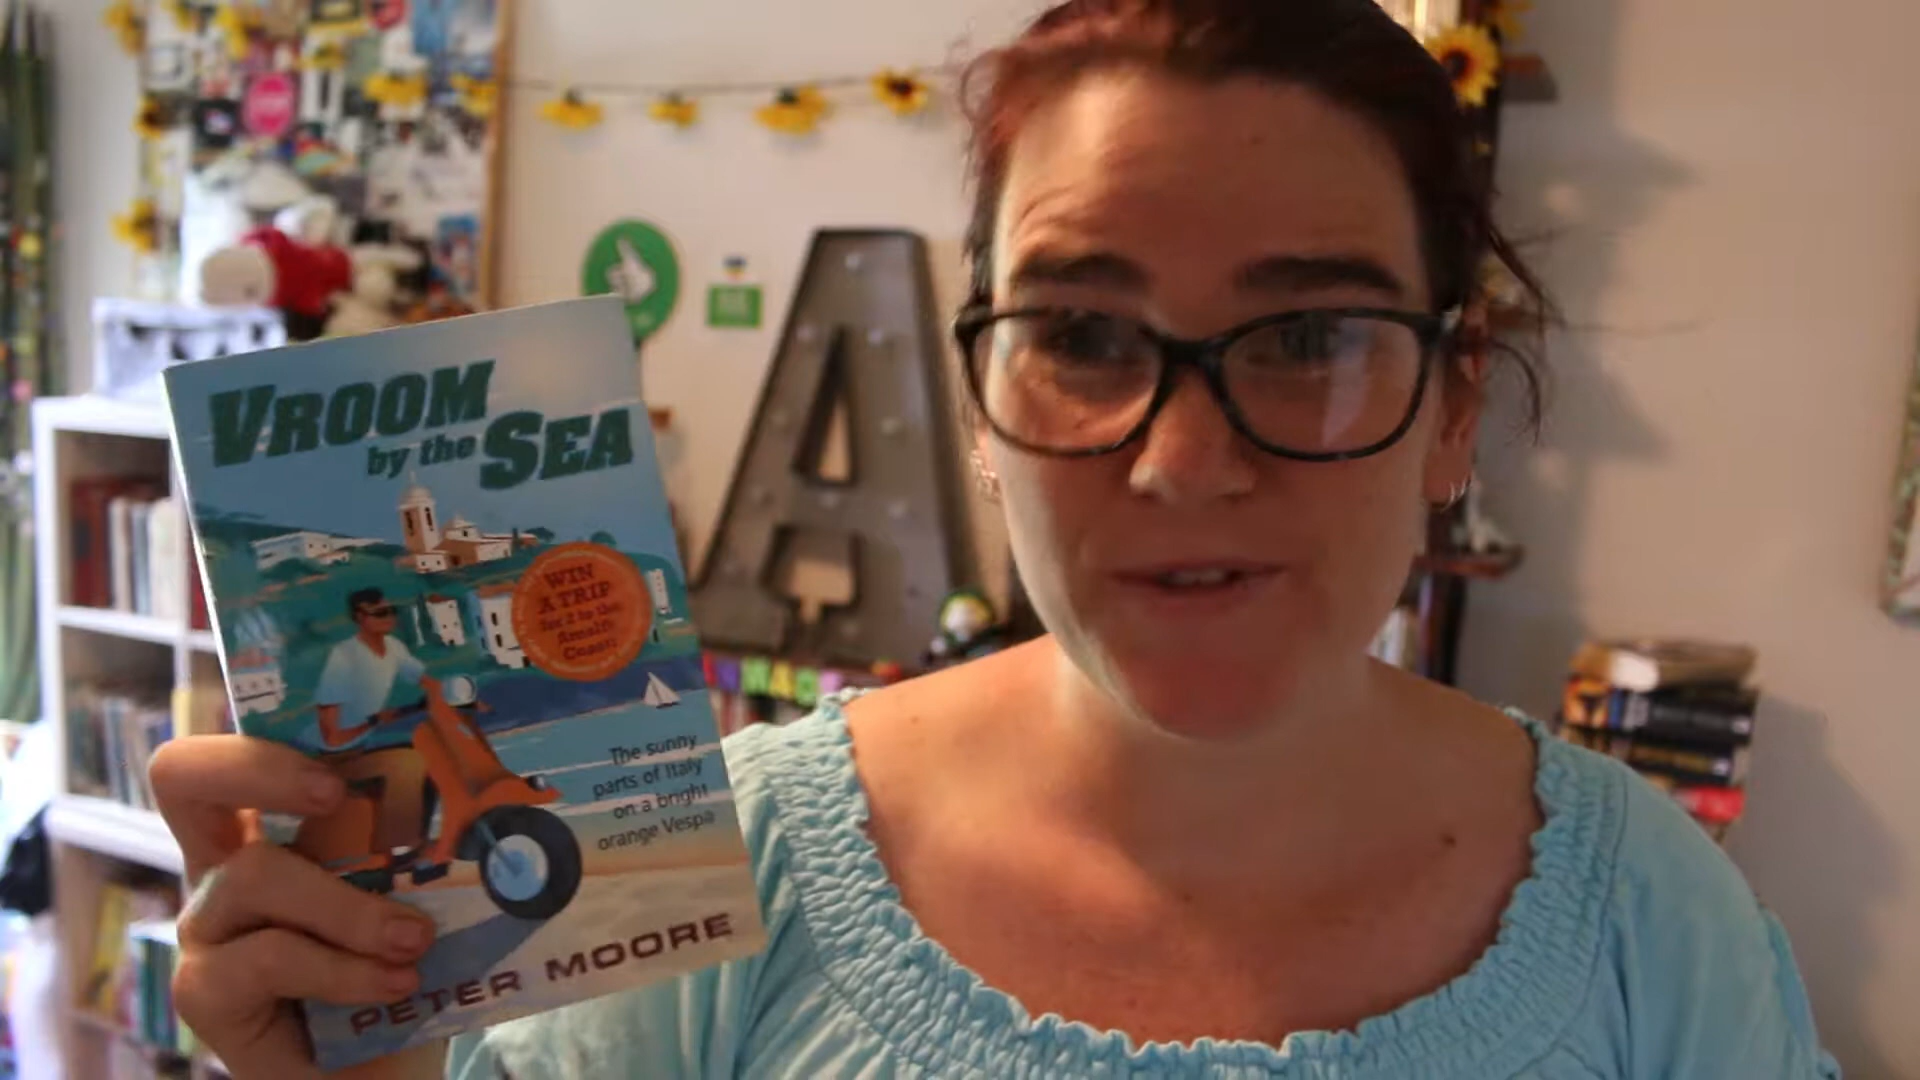 VROOM
by the SEA
WIN
A TRIP
for 2 to the
Amalfi
Coast!
The sunny
parts of Italy
on a bright
orange Vespa
PETER MOORE
A